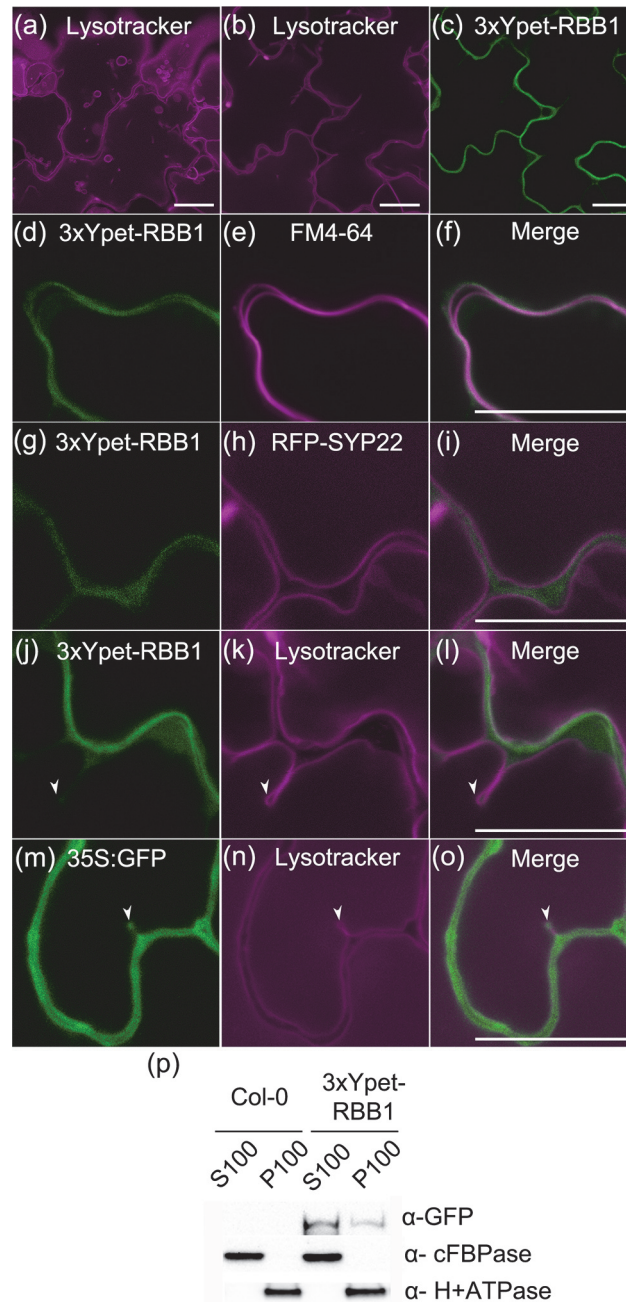 (a) Lysotracker (b) Lysotracker (c) 3xYpet-RBB1
(d) 3xYpet-RBB1 (e) FM4-64 (f) Merge
(g) 3xYpet-RBB1 (h) RFP-SYP22 (i) Merge
(j) 3xYpet-RBB1 (k) Lysotracker (l) Merge
(m) 35S:GFP (n) Lysotracker (o) Merge
(p)
Col-0 3xYpet-
RBB1
S100 P100 S100 P100
α-GFP
α- cFBPase
α- H+ATPase